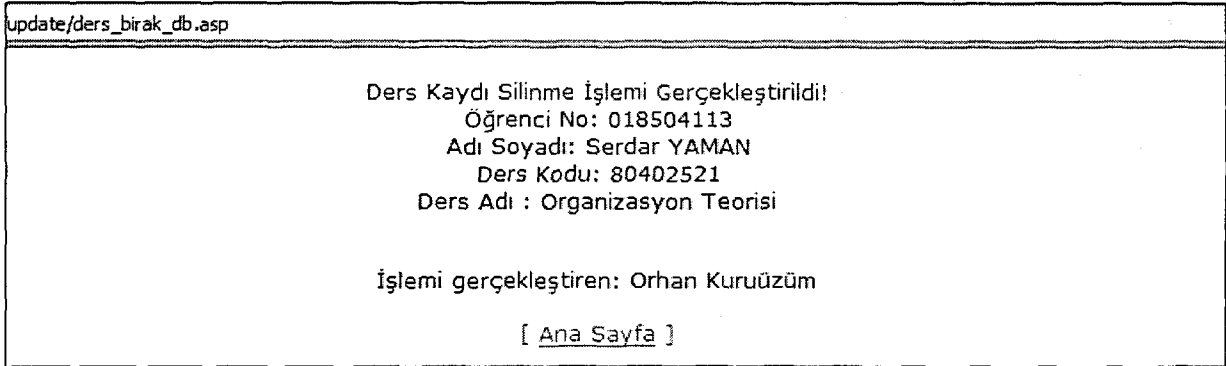 update/ders_birak_db.asp
Ders Kaydı Silinme İşlemi Gerçekleştirildi!
Öğrenci No: 018504113
Adı Soyadı: Serdar YAMAN
Ders Kodu: 80402521
Ders Adı : Organizasyon Teorisi
İşlemi gerçekleştiren: Orhan Kuruüzüm
[ Ana Sayfa ]